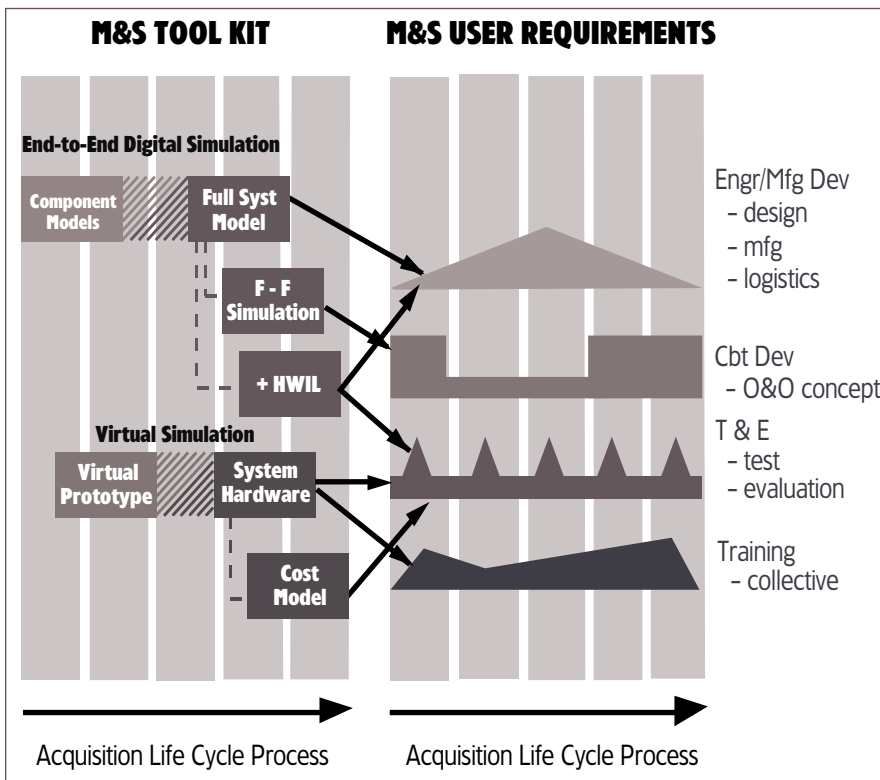 M&S TOOL KIT
M&S USER REQUIREMENTS
End-to-End Digital Simulation
Component
Models
Full Syst
Model
F - F
Simulation
+ HWIL
Virtual Simulation
Virtual
Prototype
System
Hardware
Cost
Model
Engr/Mfg Dev
– design
– mfg
– logistics
Cbt Dev
– O&O concept
T & E
– test
– evaluation
Training
– collective
Acquisition Life Cycle Process
Acquisition Life Cycle Process